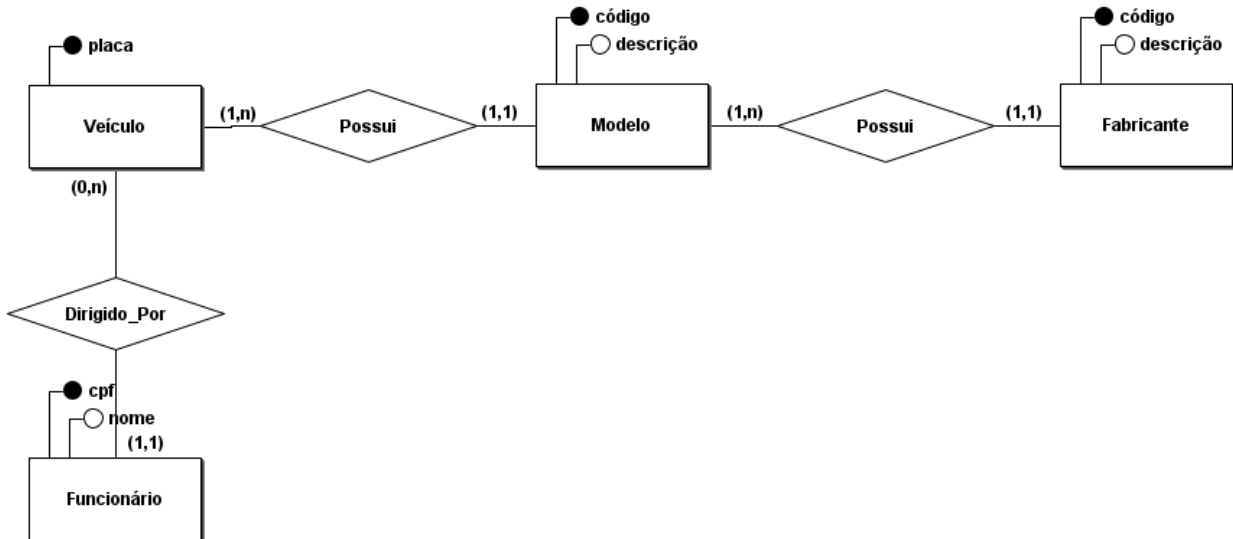 código
código
descrição
descrição
placa
Veículo
(1,n)
Possui
(1,1)
Modelo
(1,n)
Possui
(1,1)
Fabricante
(0,n)
Dirigido_Por
cpf
nome
(1,1)
Funcionário